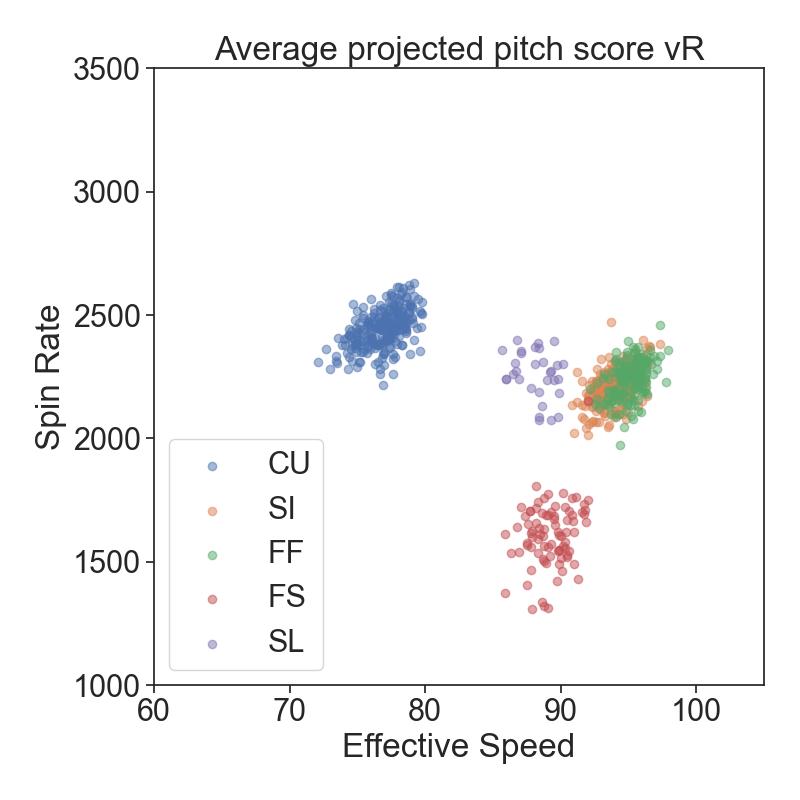 Average projected pitch score vR
3500
3000
2500
2000
1500
1000
Spin Rate
CU
SI
FF
FS
SL
60 70 80 90 100
Effective Speed